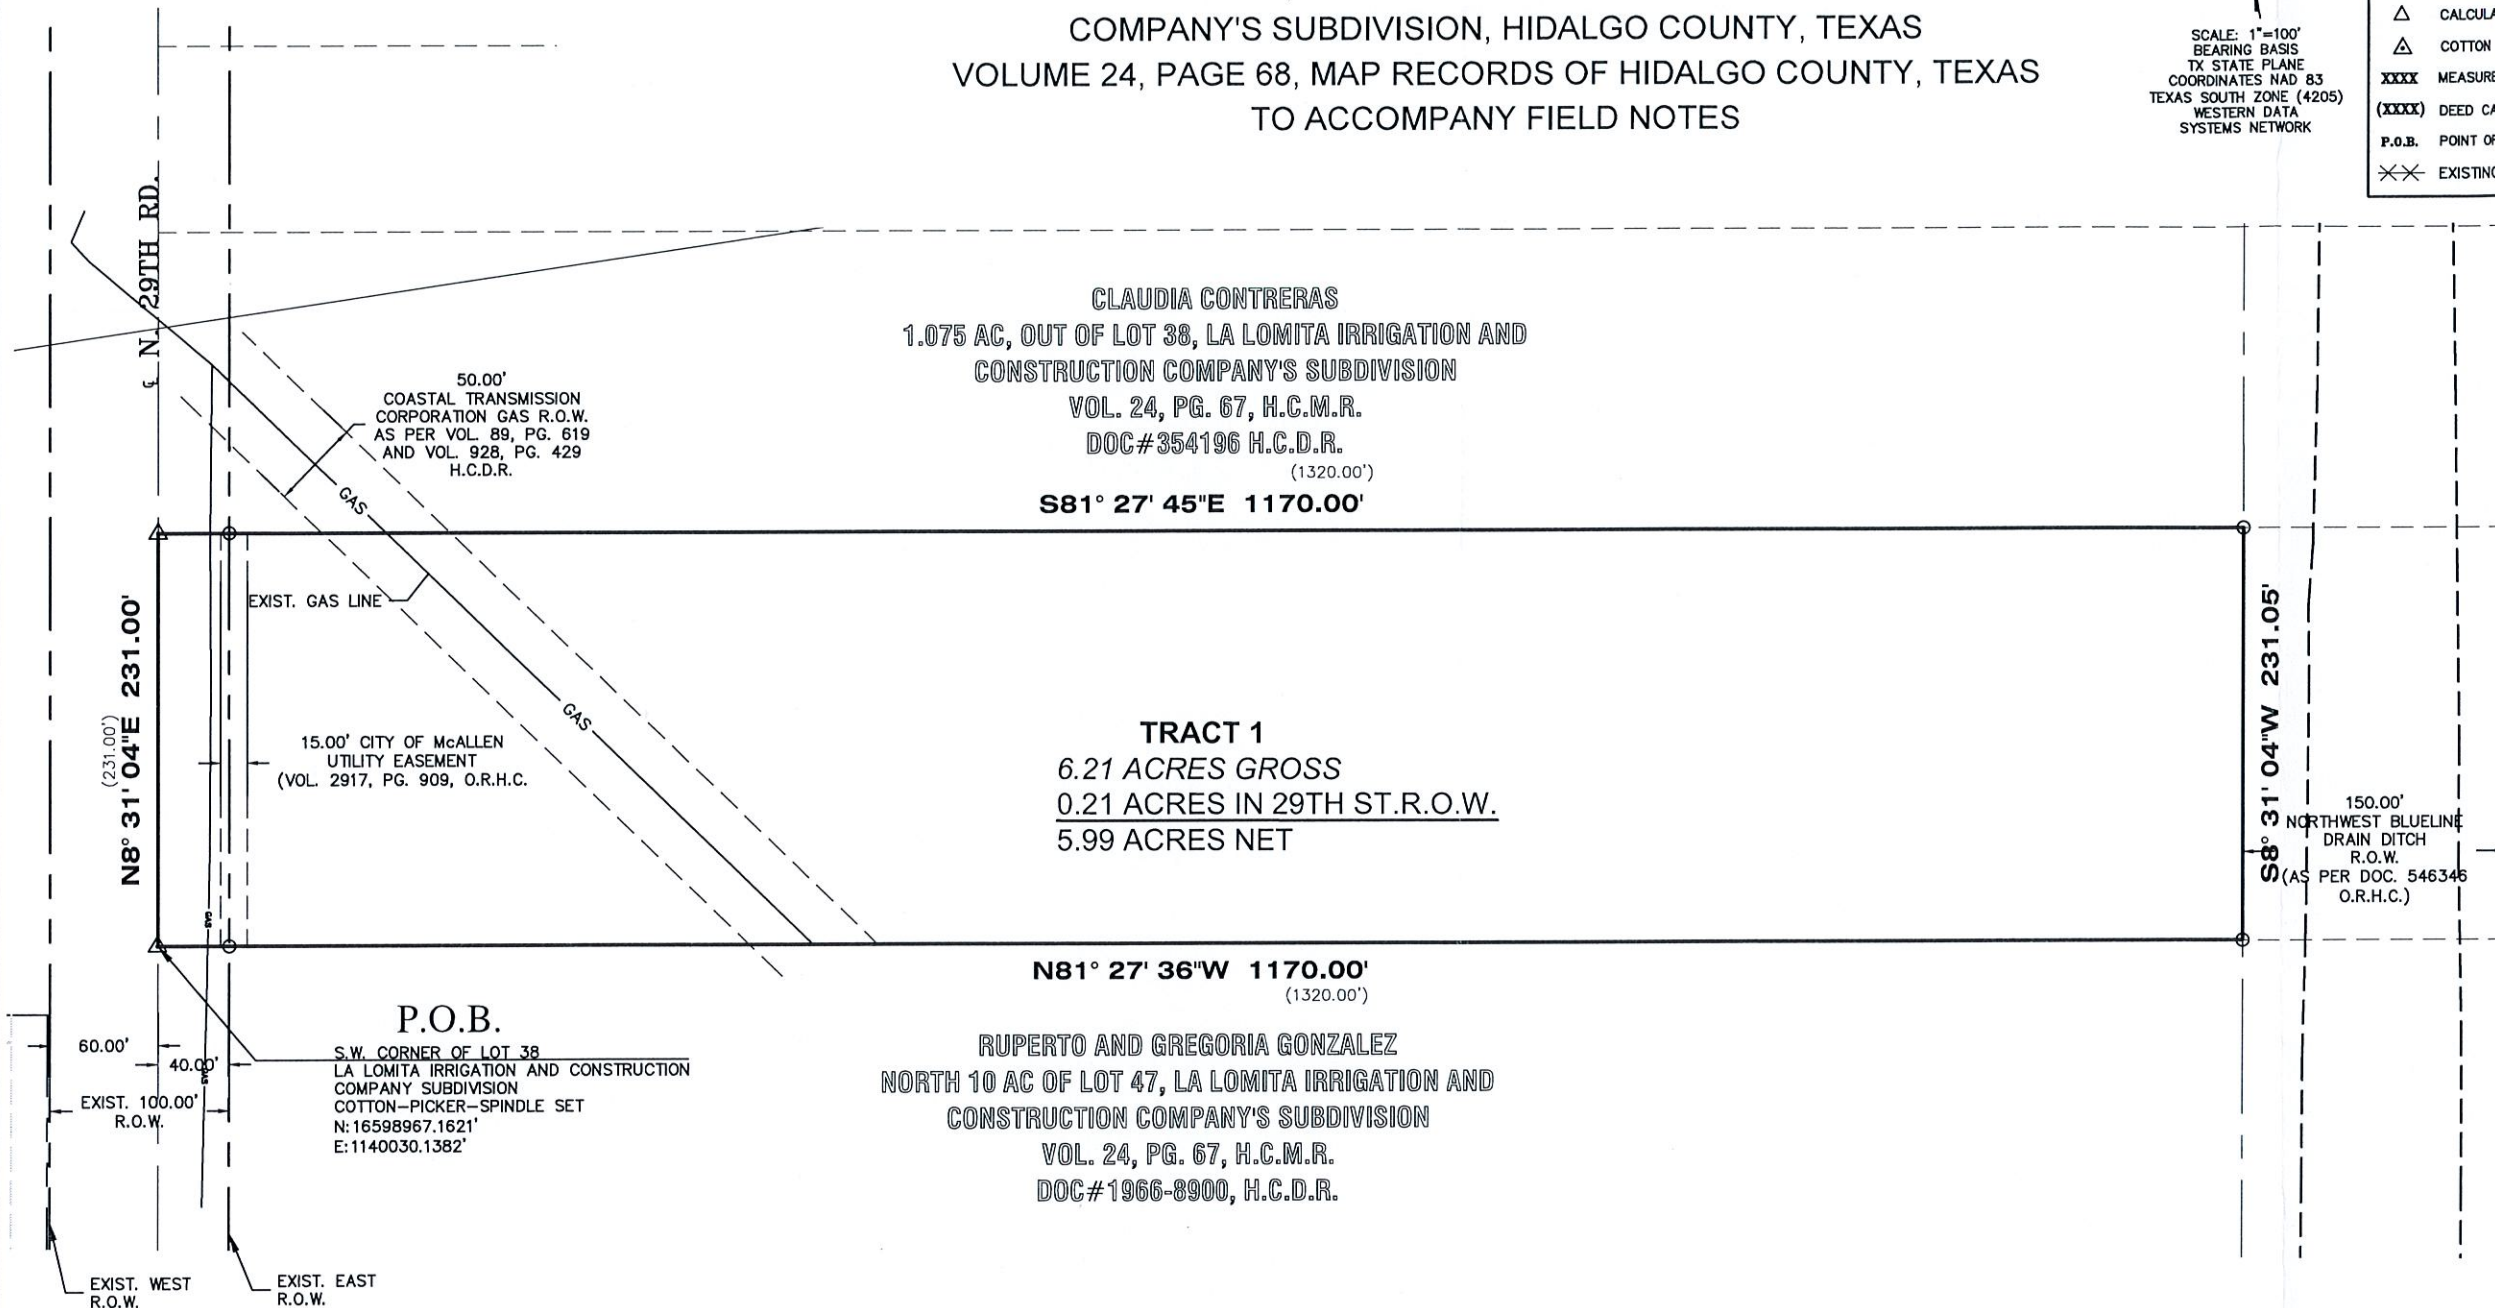 COMPANY'S SUBDIVISION, HIDALGO COUNTY, TEXAS
VOLUME 24, PAGE 68, MAP RECORDS OF HIDALGO COUNTY, TEXAS
TO ACCOMPANY FIELD NOTES
SCALE: 1"=100'
BEARING BASIS
TX STATE PLANE
COORDINATES NAD 83
TEXAS SOUTH ZONE (4205)
WESTERN DATA
SYSTEMS NETWORK
COTTON
XXXX
(XXXX) DEED
P.O.B. POINT
℄ N. 29TH RD.
50.00'
COASTAL TRANSMISSION
CORPORATION GAS R.O.W.
AS PER VOL. 89, PG. 619
AND VOL. 928, PG. 429
H.C.D.R.
CLAUDIA CONTRERAS
1.075 AC, OUT OF LOT 38, LA LOMITA IRRIGATION AND
CONSTRUCTION COMPANY'S SUBDIVISION
VOL. 24, PG. 67, H.C.M.R.
DOC#354196 H.C.D.R.
(1320.00')
S81° 27' 45"E 1170.00'
GAS
EXIST. GAS LINE
N8° 31' 04"E 231.00'
(231.00')
GAS
15.00' CITY OF McALLEN
UTILITY EASEMENT
(VOL. 2917, PG. 909, O.R.H.C.
TRACT 1
6.21 ACRES GROSS
0.21 ACRES IN 29TH ST.R.O.W.
5.99 ACRES NET
S8° 31' 04"W 231.05'
150.00'
NORTHWEST BLUELINE
DRAIN DITCH
R.O.W.
(AS PER DOC. 546346
O.R.H.C.)
GAS
N81° 27' 36"W 1170.00'
(1320.00')
P.O.B.
S.W. CORNER OF LOT 38
LA LOMITA IRRIGATION AND CONSTRUCTION
COMPANY SUBDIVISION
COTTON-PICKER-SPINDLE SET
N:16598967.1621'
E:1140030.1382'
60.00'
40.00'
GAS
EXIST. 100.00'
R.O.W.
RUPERTO AND GREGORIA GONZALEZ
NORTH 10 AC OF LOT 47, LA LOMITA IRRIGATION AND
CONSTRUCTION COMPANY'S SUBDIVISION
VOL. 24, PG. 67, H.C.M.R.
DOC#1966-8900, H.C.D.R.
EXIST. WEST
R.O.W.
EXIST. EAST
R.O.W.